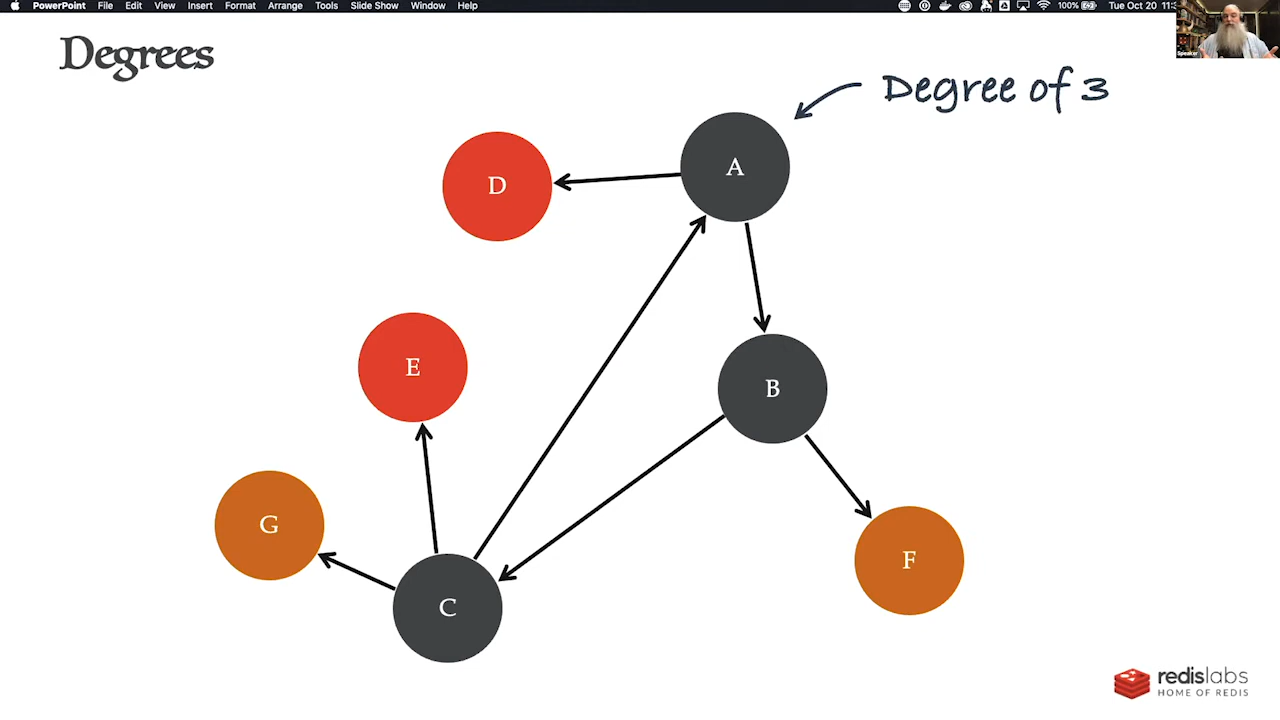 PowerPoint File Edit View Insert Format Arrange Tools Slide Show Window Help 100% Tue Oct 20
Speaker
Degrees
Degree of 3
A
D
E
B
G
F
C
redislabs
HOME OF REDIS